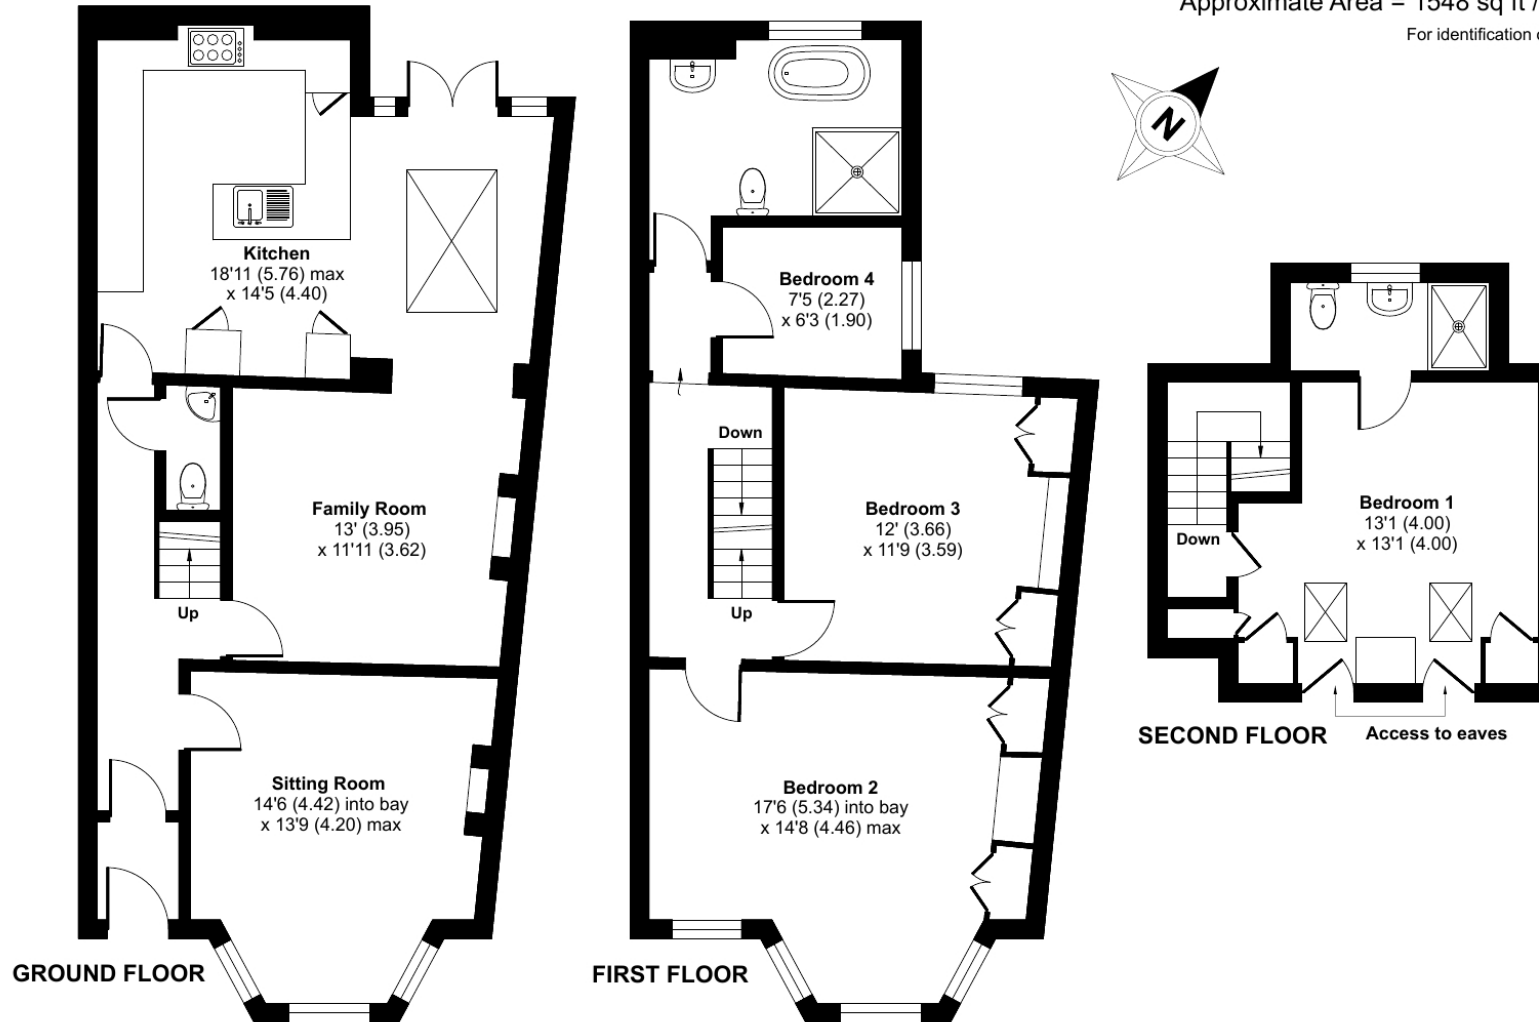 Approximate Area = 1548 sq ft /
For identification o
N
Kitchen
18'11 (5.76) max
x 14'5 (4.40)
Family Room
13' (3.95)
x 11'11 (3.62)
Up
Sitting Room
14'6 (4.42) into bay
x 13'9 (4.20) max
GROUND FLOOR
Bedroom 4
7'5 (2.27)
x 6'3 (1.90)
Down
Bedroom 3
12' (3.66)
x 11'9 (3.59)
Up
Bedroom 2
17'6 (5.34) into bay
x 14'8 (4.46) max
FIRST FLOOR
Bedroom 1
13'1 (4.00)
x 13'1 (4.00)
Down
SECOND FLOOR
Access to eaves